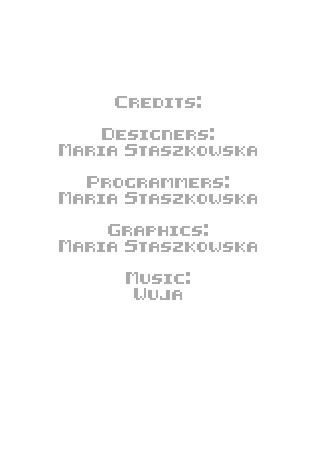 Credits:
Designers:
Maria Staszkowska
Programmers:
Maria Staszkowska
Graphics:
Maria Staszkowska
Music:
Wuja